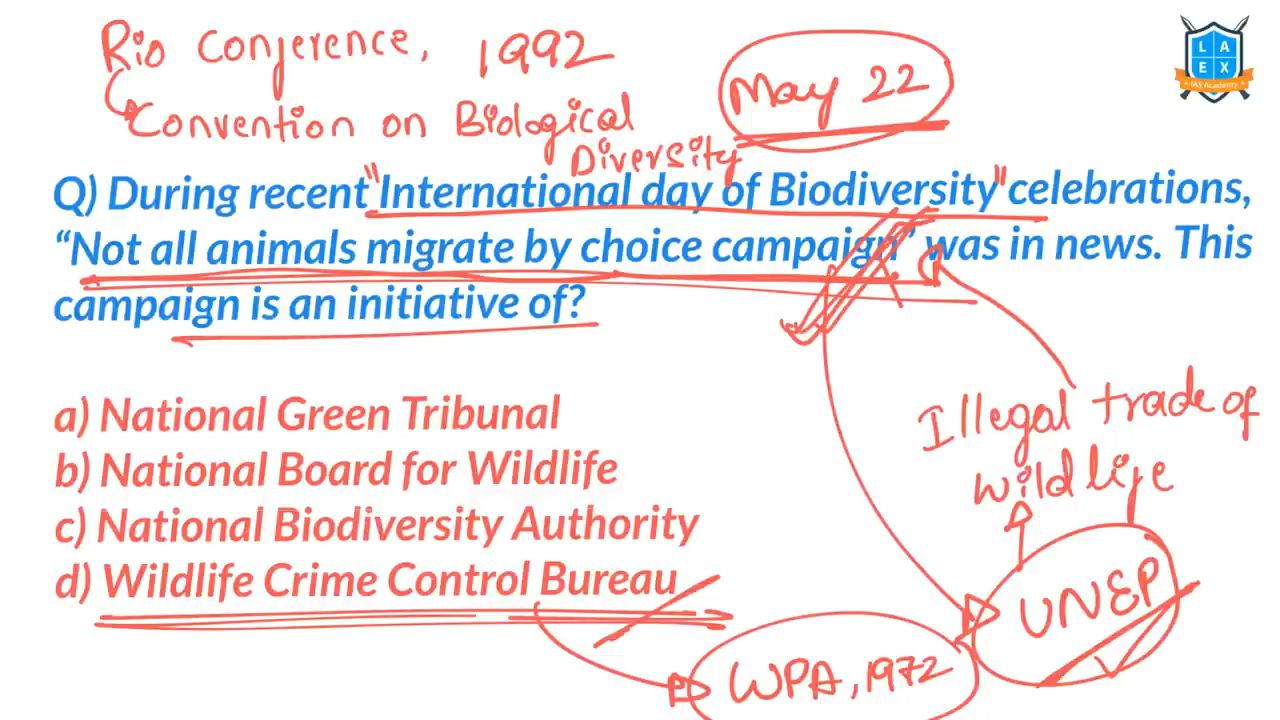 Rio Conference, 1992
Convention on Biological
Diversity
May 22
L A
E X
IAS Academy
Q) During recent "International day of Biodiversity" celebrations,
“Not all animals migrate by choice campaign” was in news. This
campaign is an initiative of?
a) National Green Tribunal
b) National Board for Wildlife
c) National Biodiversity Authority
d) Wildlife Crime Control Bureau
Illegal trade of
wildlife
UNEP
WPA, 1972